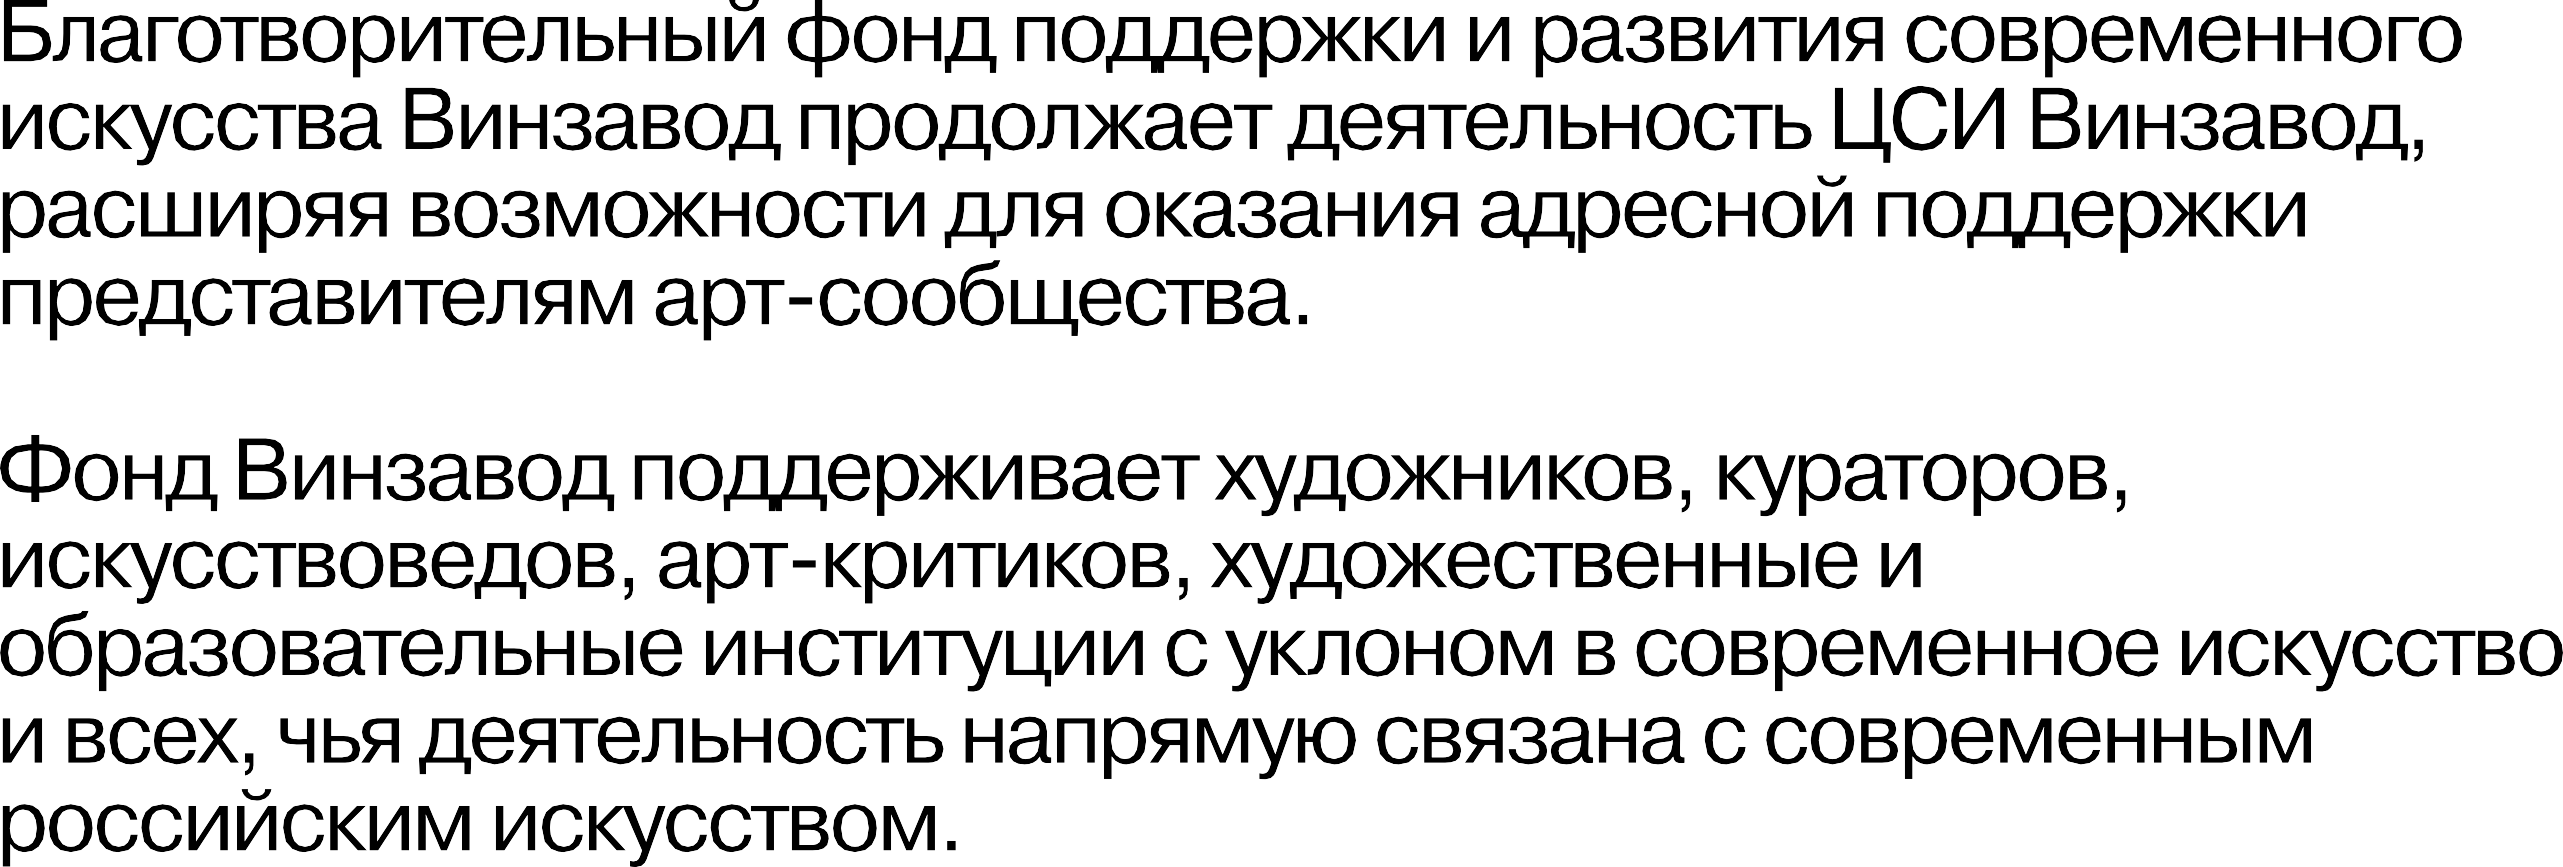 Благотворительный фонд поддержки и развития современного
искусства Винзавод продолжает деятельность ЦСИ Винзавод,
расширяя возможности для оказания адресной поддержки
представителям арт-сообщества.
Фонд Винзавод поддерживает художников, кураторов,
искусствоведов, арт-критиков, художественные и
образовательные институции с уклоном в современное искусство
и всех, чья деятельность напрямую связана с современным
российским искусством.